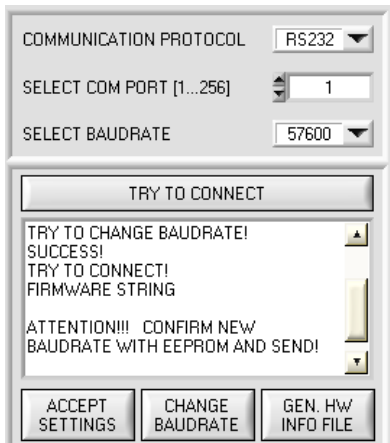 COMMUNICATION PROTOCOL RS232
SELECT COM PORT [1...256] 1
SELECT BAUDRATE 57600
TRY TO CONNECT
TRY TO CHANGE BAUDRATE!
SUCCESS!
TRY TO CONNECT!
FIRMWARE STRING
ATTENTION!!! CONFIRM NEW
BAUDRATE WITH EEPROM AND SEND!
ACCEPT
SETTINGS
CHANGE
BAUDRATE
GEN. HW
INFO FILE